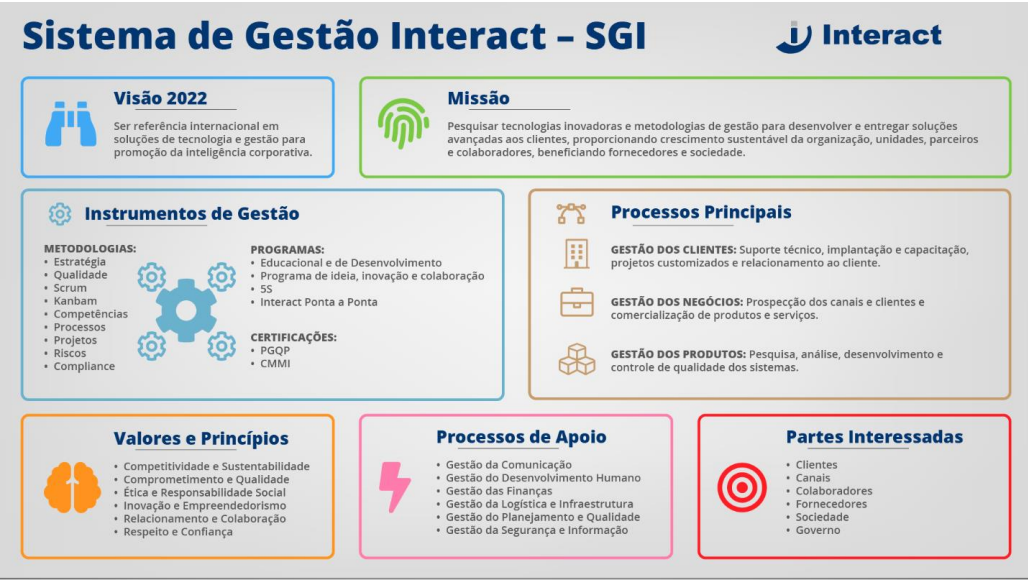 Sistema de Gestão Interact – SGI
Interact
Visão 2022
Ser referência internacional em
soluções de tecnologia e gestão para
promoção da inteligência corporativa.
Missão
Pesquisar tecnologias inovadoras e metodologias de gestão para desenvolver e entregar soluções
avançadas aos clientes, proporcionando crescimento sustentável da organização, unidades, parceiros
e colaboradores, beneficiando fornecedores e sociedade.
Instrumentos de Gestão
METODOLOGIAS:
• Estratégia
• Qualidade
• Scrum
• Kanbam
• Competências
• Processos
• Projetos
• Riscos
• Compliance
PROGRAMAS:
• Educacional e de Desenvolvimento
• Programa de ideia, inovação e colaboração
• 5S
• Interact Ponta a Ponta
CERTIFICAÇÕES:
• PGQP
• CMMI
Processos Principais
GESTÃO DOS CLIENTES: Suporte técnico, implantação e capacitação,
projetos customizados e relacionamento ao cliente.
GESTÃO DOS NEGÓCIOS: Prospecção dos canais e clientes e
comercialização de produtos e serviços.
GESTÃO DOS PRODUTOS: Pesquisa, análise, desenvolvimento e
controle de qualidade dos sistemas.
Valores e Princípios
• Competitividade e Sustentabilidade
• Comprometimento e Qualidade
• Ética e Responsabilidade Social
• Inovação e Empreendedorismo
• Relacionamento e Colaboração
• Respeito e Confiança
Processos de Apoio
• Gestão da Comunicação
• Gestão do Desenvolvimento Humano
• Gestão das Finanças
• Gestão da Logística e Infraestrutura
• Gestão do Planejamento e Qualidade
• Gestão da Segurança e Informação
Partes Interessadas
• Clientes
• Canais
• Colaboradores
• Fornecedores
• Sociedade
• Governo